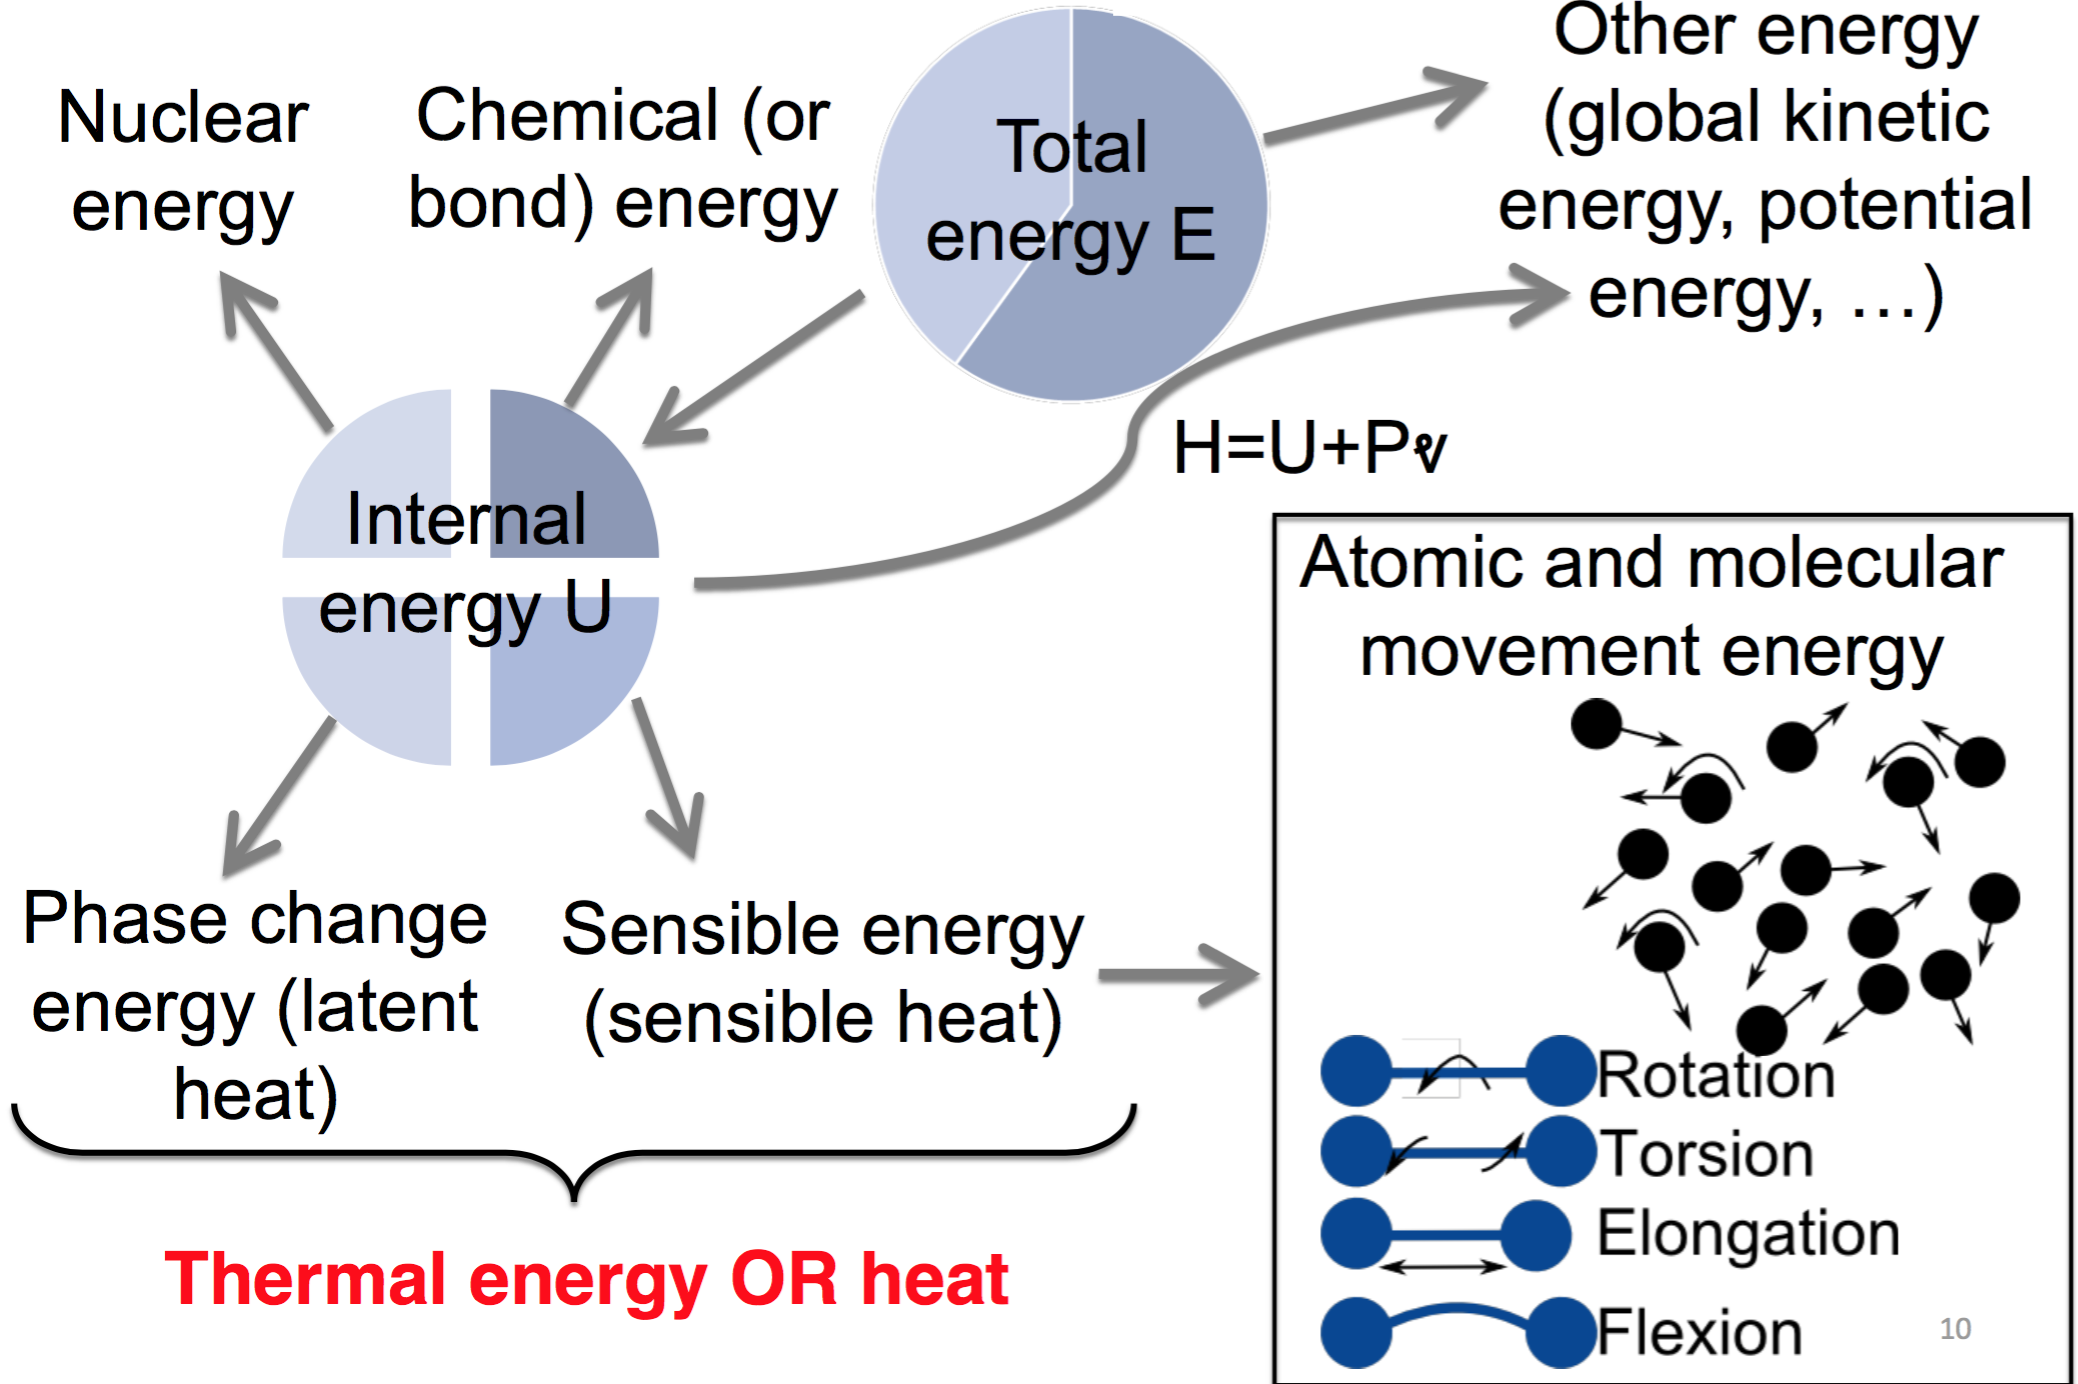 Nuclear
energy
Chemical (or
bond) energy
Total
energy E
Other energy
(global kinetic
energy, potential
energy, …)
Internal
energy U
H=U+PV
Phase change
energy (latent
heat)
Sensible energy
(sensible heat)
Thermal energy OR heat
Atomic and molecular
movement energy
Rotation
Torsion
Elongation
Flexion
10